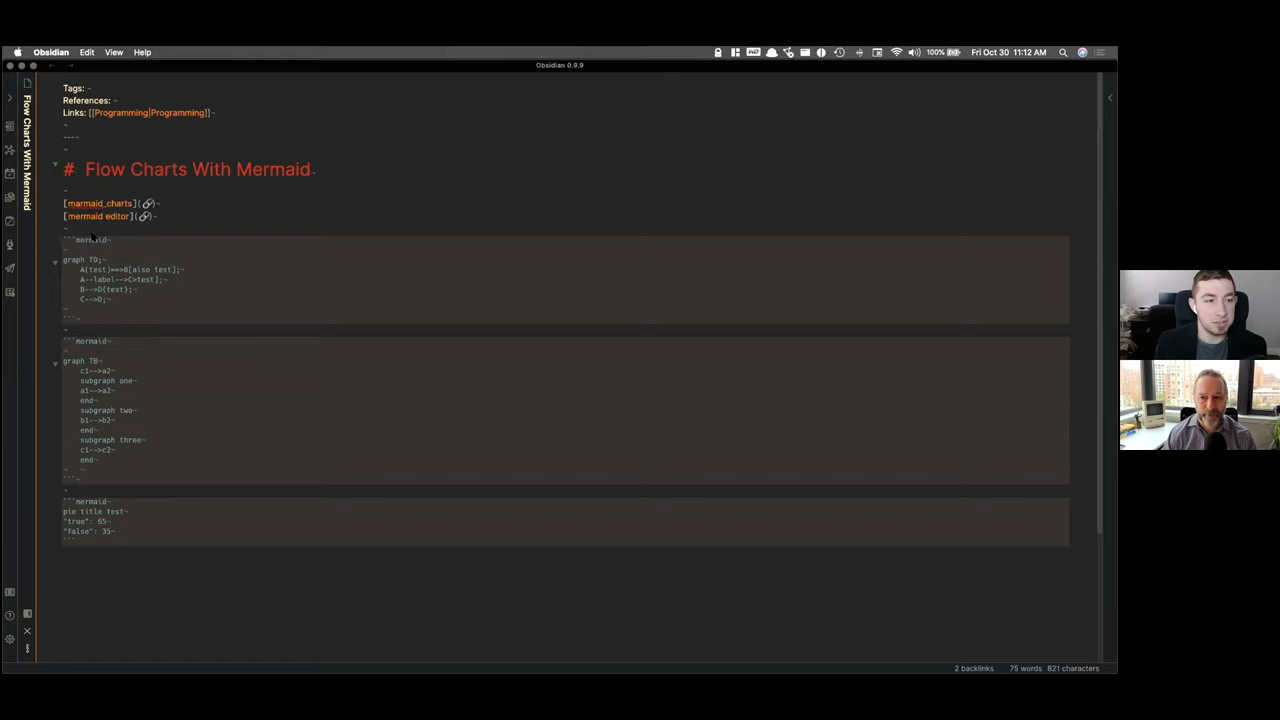 Obsidian Edit View Help
100% Fri Oct 30 11:12 AM
Obsidian 0.9.9
Flow Charts With Mermaid
Tags:
References:
Links: [[Programming|Programming]]
----
# Flow Charts With Mermaid
[marmaid_charts](🔗)
[mermaid editor](🔗)
```mermaid
graph TD;
A(test)==>B[also test];
A--label-->C>test];
B-->D{test};
C-->D;
```
```mermaid
graph TB
c1-->a2
subgraph one
a1-->a2
end
subgraph two
b1-->b2
end
subgraph three
c1-->c2
end
```
```mermaid
pie title test
"true": 65
"false": 35
```
2 backlinks 75 words 821 characters